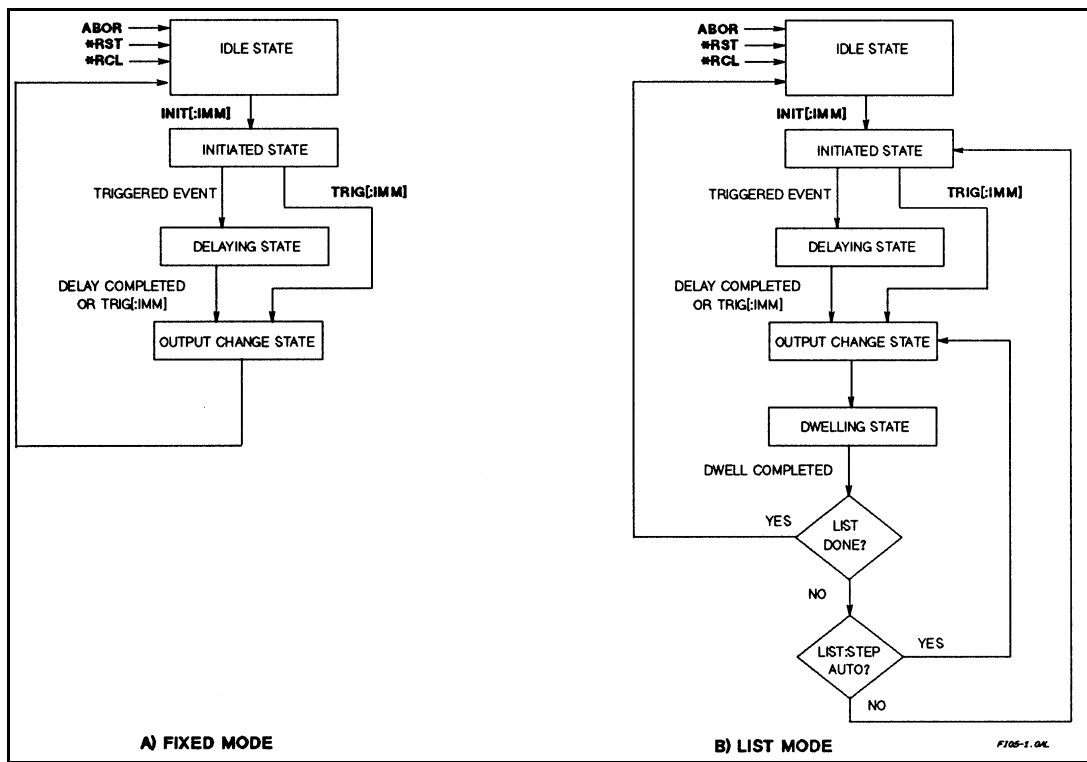 ABOR
*RST
*RCL
IDLE STATE
INIT[:IMM]
INITIATED STATE
TRIGGERED EVENT
TRIG[:IMM]
DELAYING STATE
DELAY COMPLETED
OR TRIG[:IMM]
OUTPUT CHANGE STATE
A) FIXED MODE
ABOR
*RST
*RCL
IDLE STATE
INIT[:IMM]
INITIATED STATE
TRIGGERED EVENT
TRIG[:IMM]
DELAYING STATE
DELAY COMPLETED
OR TRIG[:IMM]
OUTPUT CHANGE STATE
DWELLING STATE
DWELL COMPLETED
YES
LIST
DONE?
NO
LIST:STEP
AUTO?
YES
NO
B) LIST MODE
FIG5-1.GAL